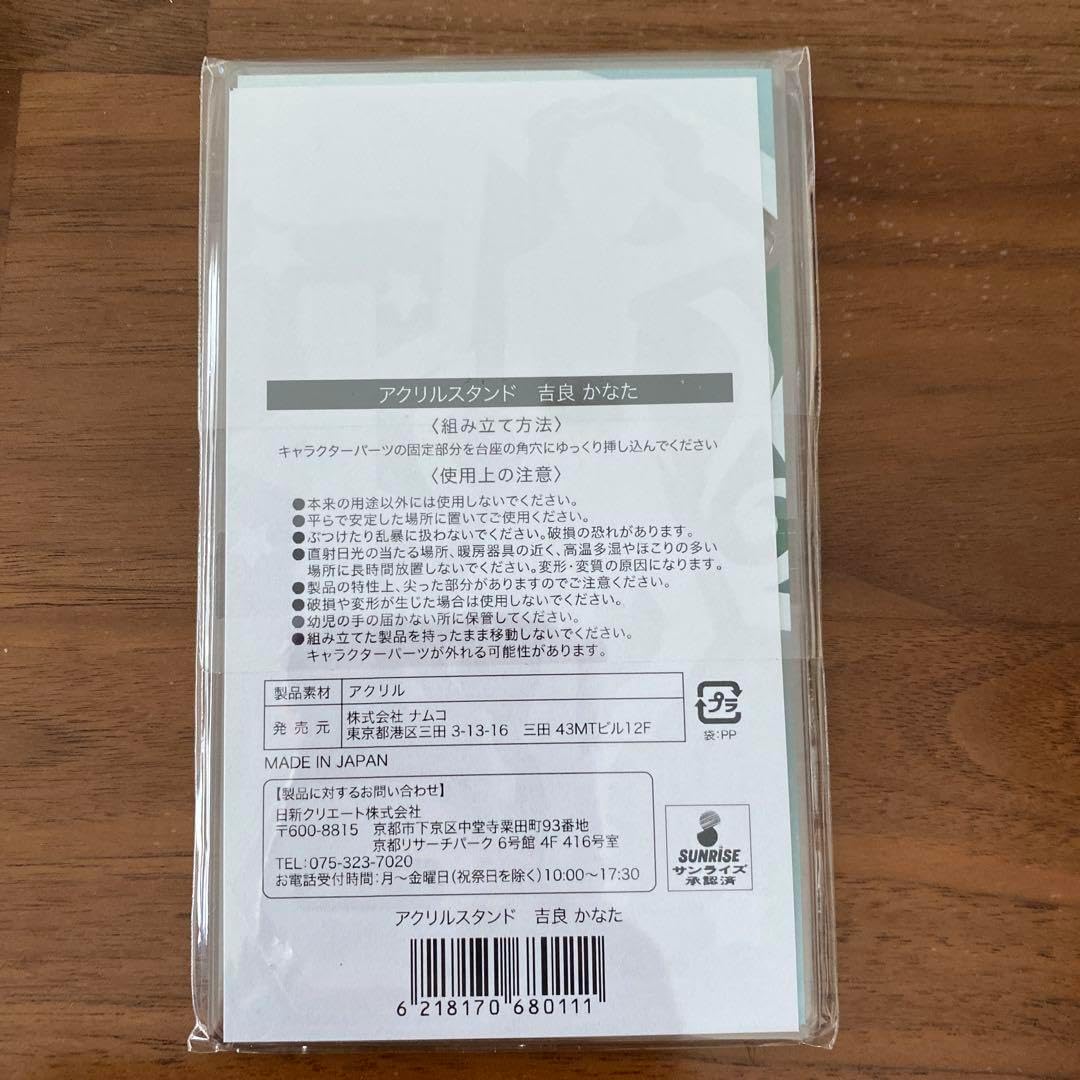 アクリルスタンド　吉良 かなた
〈組み立て方法〉
キャラクターパーツの固定部分を台座の角穴にゆっくり挿し込んでください
〈使用上の注意〉
●本来の用途以外には使用しないでください。
●平らで安定した場所に置いてご使用ください。
●ぶつけたり乱暴に扱わないでください。破損の恐れがあります。
●直射日光の当たる場所、暖房器具の近く、高温多湿やほこりの多い
場所に長時間放置しないでください。変形・変質の原因になります。
●製品の特性上、尖った部分がありますのでご注意ください。
●破損や変形が生じた場合は使用しないでください。
●幼児の手の届かない所に保管してください。
●組み立てた製品を持ったまま移動しないでください。
キャラクターパーツが外れる可能性があります。
製品素材 アクリル
発売元 株式会社 ナムコ
東京都港区三田 3-13-16　三田 43MTビル12F
プラ
袋:PP
MADE IN JAPAN
【製品に対するお問い合わせ】
日新クリエート株式会社
〒600-8815　京都市下京区中堂寺粟田町93番地
京都リサーチパーク 6号館 4F 416号室
TEL:075-323-7020
お電話受付時間:月～金曜日(祝祭日を除く)10:00～17:30
SUNRISE
サンライズ
承認済
アクリルスタンド　吉良 かなた
6 218170 680111